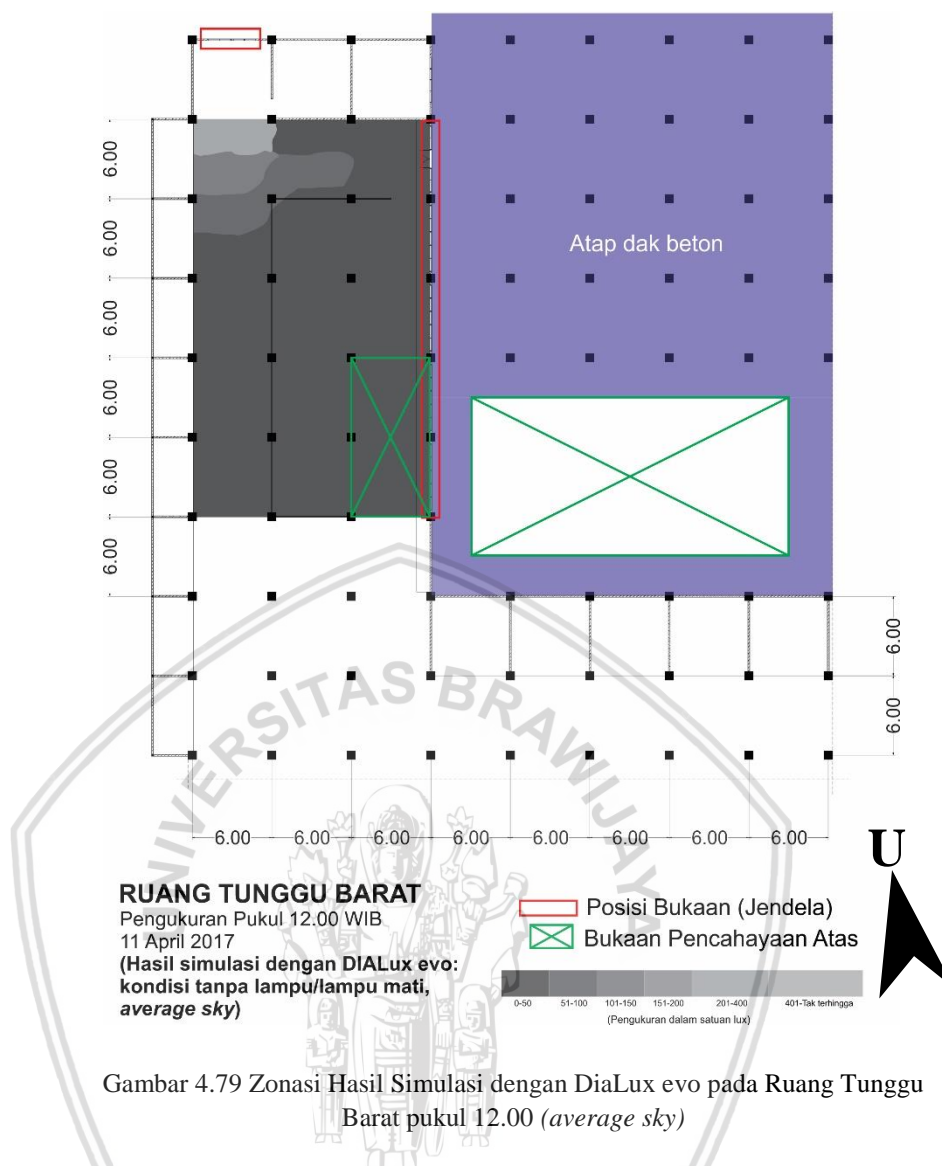 6.00
6.00
6.00
6.00
6.00
6.00
Atap dak beton
6.00
6.00
UNIVERSITAS BRAWIJAYA
6.00 6.00 6.00 6.00 6.00 6.00 6.00 6.00
U
RUANG TUNGGU BARAT
Pengukuran Pukul 12.00 WIB
11 April 2017
(Hasil simulasi dengan DIALux evo:
kondisi tanpa lampu/lampu mati,
average sky)
Posisi Bukaan (Jendela)
Bukaan Pencahayaan Atas
0-50 51-100 101-150 151-200 201-400 401-Tak terhingga
(Pengukuran dalam satuan lux)
Gambar 4.79 Zonasi Hasil Simulasi dengan DiaLux evo pada Ruang Tunggu
Barat pukul 12.00 (average sky)